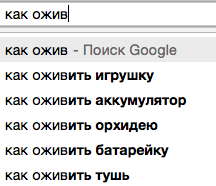 как ожив
как ожив - Поиск Google
как оживить игрушку
как оживить аккумулятор
как оживить орхидею
как оживить батарейку
как оживить тушь